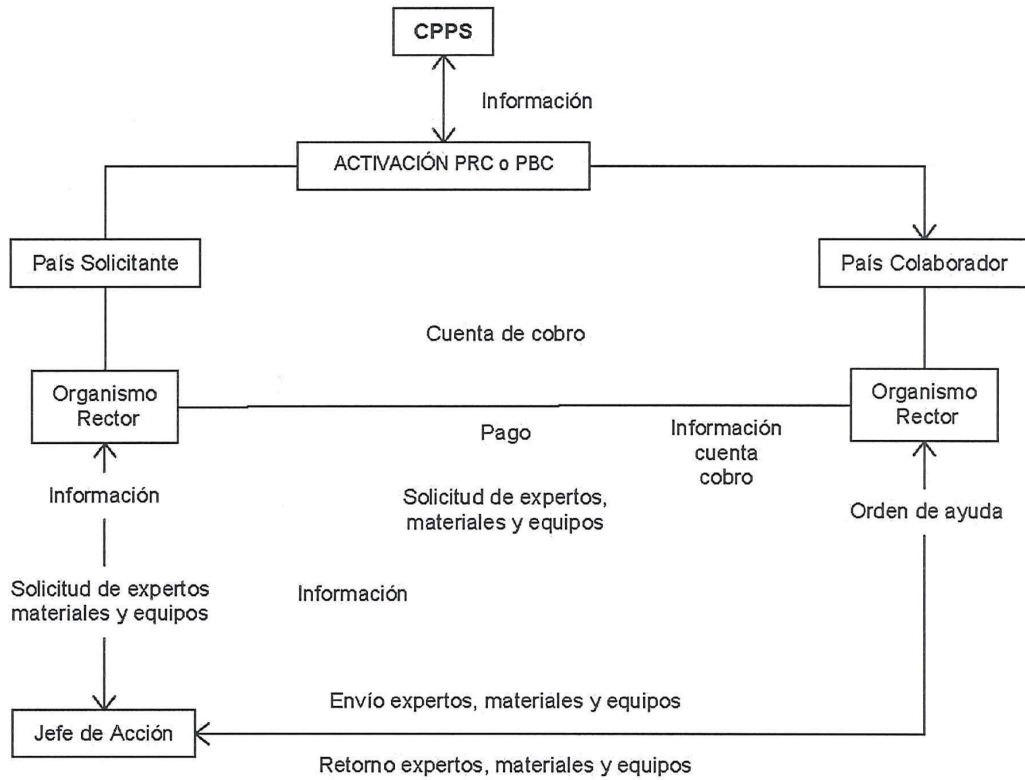 CPPS
Información
ACTIVACIÓN PRC o PBC
País Solicitante
País Colaborador
Cuenta de cobro
Organismo
Rector
Organismo
Rector
Pago
Información
cuenta
cobro
Información
Solicitud de expertos,
materiales y equipos
Orden de ayuda
Solicitud de expertos
materiales y equipos
Información
Envío expertos, materiales y equipos
Jefe de Acción
Retorno expertos, materiales y equipos